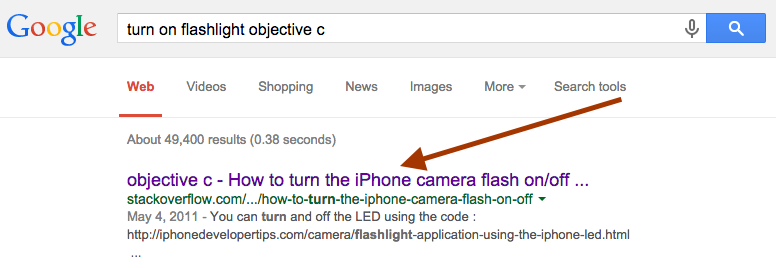 Google turn on flashlight objective c
Web Videos Shopping News Images More Search tools
About 49,400 results (0.38 seconds)
objective c - How to turn the iPhone camera flash on/off ...
stackoverflow.com/.../how-to-turn-the-iphone-camera-flash-on-off
May 4, 2011 - You can turn and off the LED using the code :
http://iphonedevelopertips.com/camera/flashlight-application-using-the-iphone-led.html
...